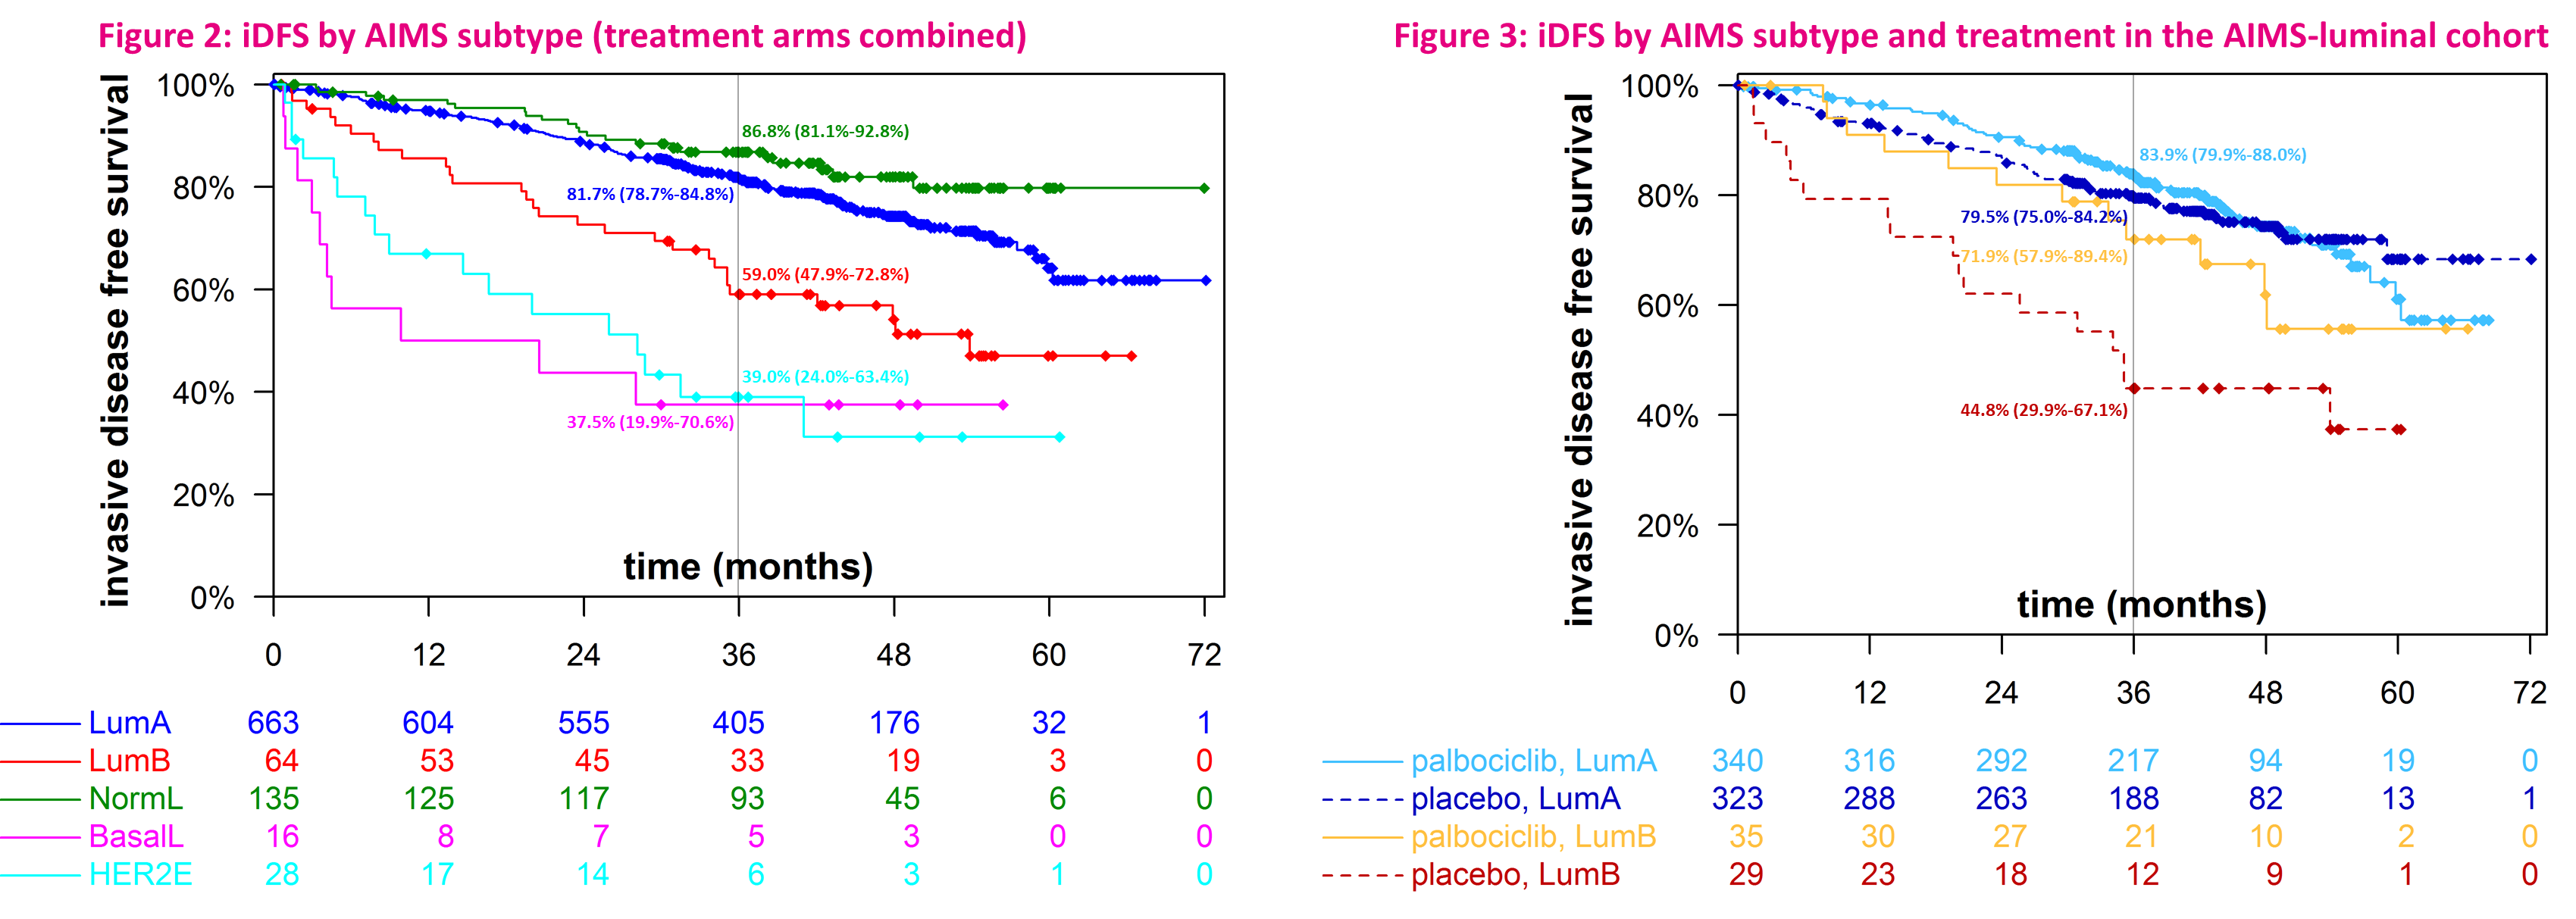 Figure 2: iDFS by AIMS subtype (treatment arms combined)
invasive disease free survival
100%
80%
60%
40%
20%
0%
86.8% (81.1%-92.8%)
81.7% (78.7%-84.8%)
59.0% (47.9%-72.8%)
39.0% (24.0%-63.4%)
37.5% (19.9%-70.6%)
time (months)
0 12 24 36 48 60 72
LumA 663 604 555 405 176 32 1
LumB 64 53 45 33 19 3 0
NormL 135 125 117 93 45 6 0
BasalL 16 8 7 5 3 0 0
HER2E 28 17 14 6 3 1 0
Figure 3: iDFS by AIMS subtype and treatment in the AIMS-luminal cohort
invasive disease free survival
100%
80%
60%
40%
20%
0%
83.9% (79.9%-88.0%)
79.5% (75.0%-84.2%)
71.9% (57.9%-89.4%)
44.8% (29.9%-67.1%)
time (months)
0 12 24 36 48 60 72
palbociclib, LumA 340 316 292 217 94 19 0
placebo, LumA 323 288 263 188 82 13 1
palbociclib, LumB 35 30 27 21 10 2 0
placebo, LumB 29 23 18 12 9 1 0